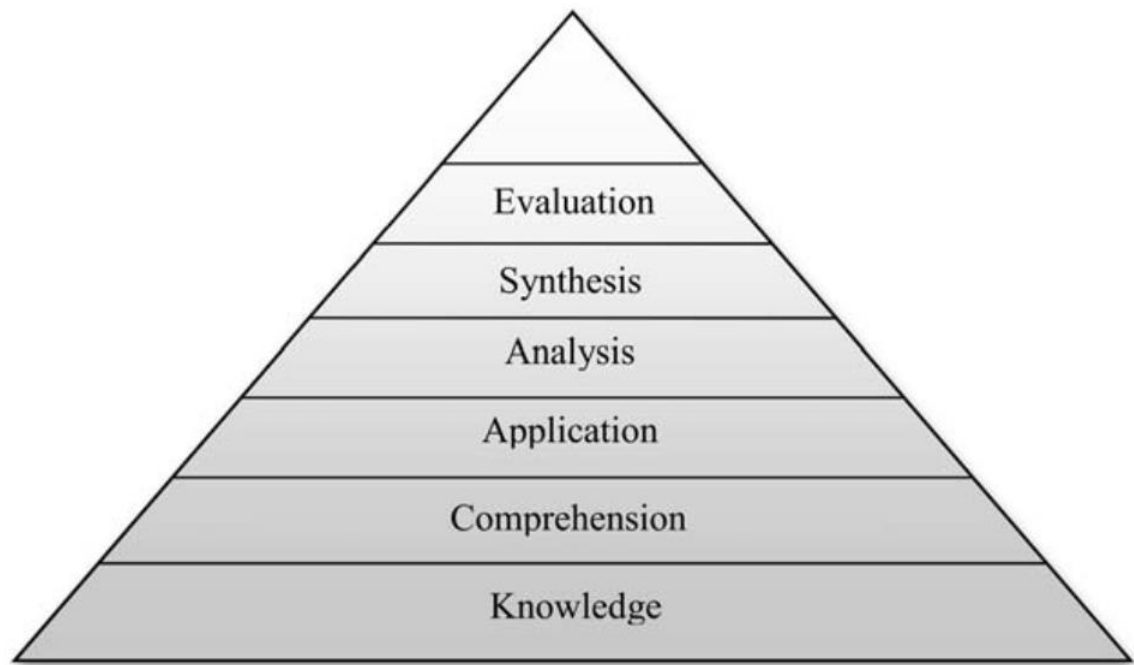 Evaluation
Synthesis
Analysis
Application
Comprehension
Knowledge